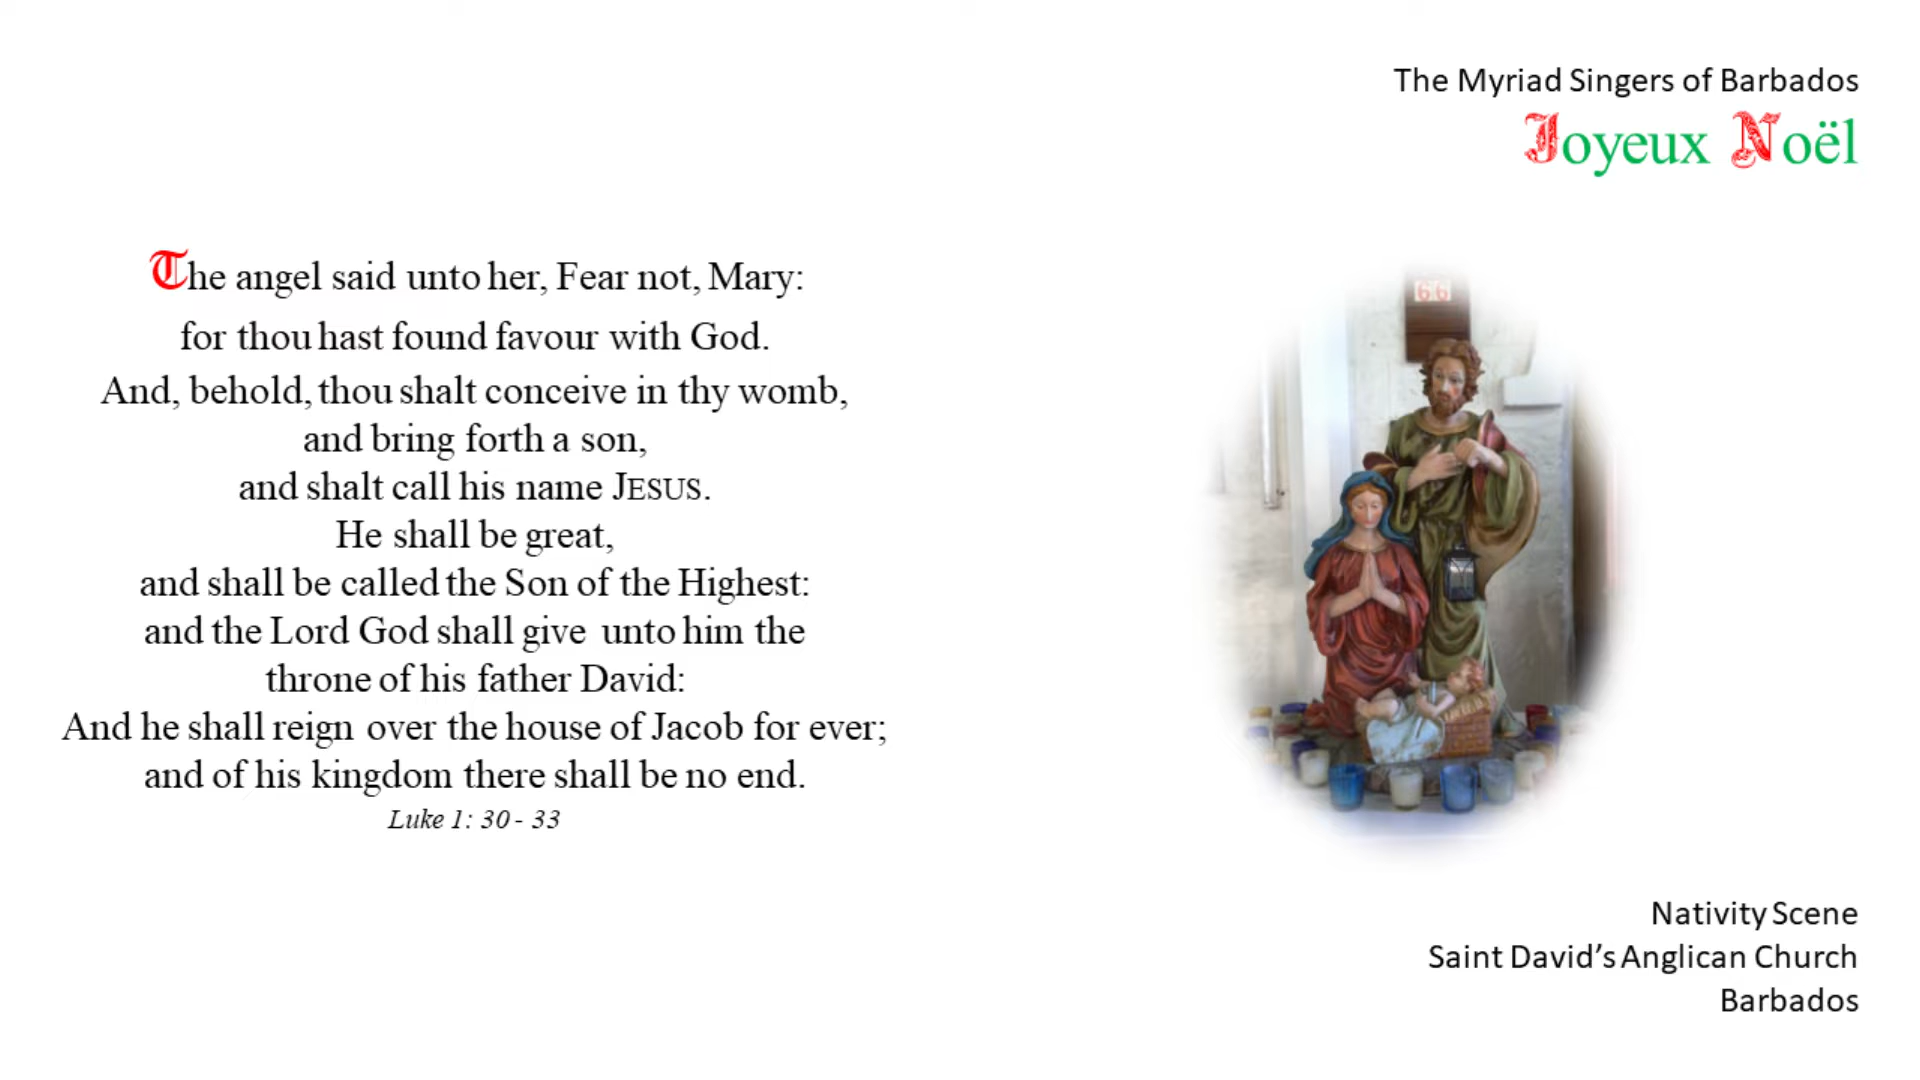 The Myriad Singers of Barbados
Joyeux Noël
The angel said unto her, Fear not, Mary:
for thou hast found favour with God.
And, behold, thou shalt conceive in thy womb,
and bring forth a son,
and shalt call his name JESUS.
He shall be great,
and shall be called the Son of the Highest:
and the Lord God shall give unto him the
throne of his father David:
And he shall reign over the house of Jacob for ever;
and of his kingdom there shall be no end.
Luke 1: 30 - 33
66
Nativity Scene
Saint David’s Anglican Church
Barbados